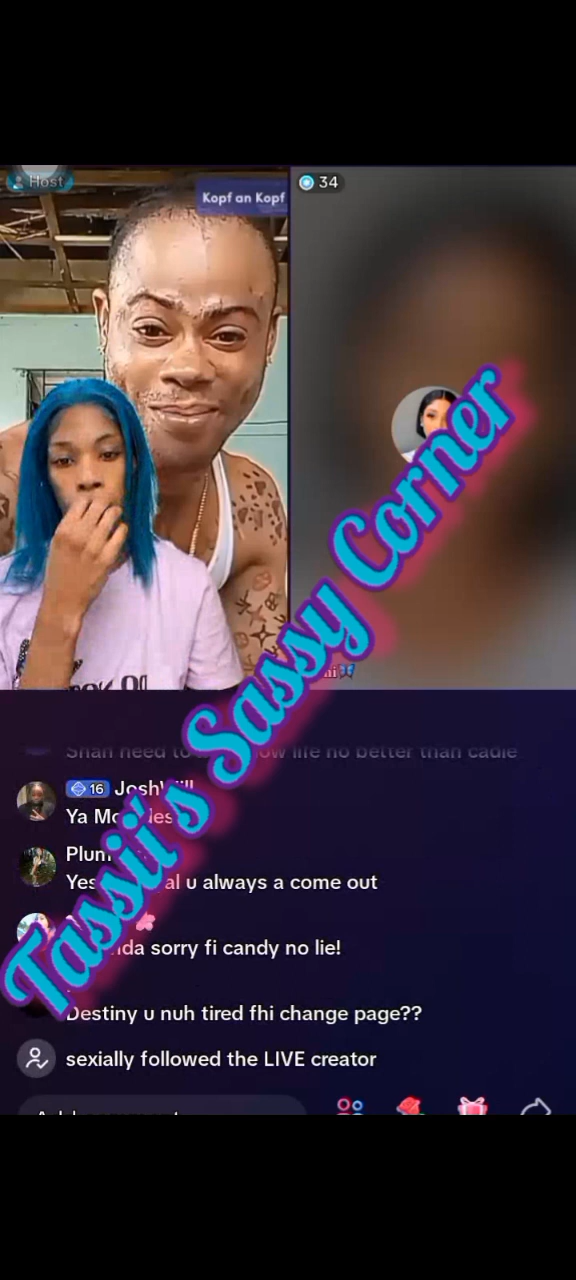 Host
Kopf an Kopf
34
Tassii's Sassy Corner
Shan need to life no better than cadie
16 Josh
Ya
Yes al u always a come out
sorry fi candy no lie!
Destiny u nuh tired fhi change page??
sexially followed the LIVE creator